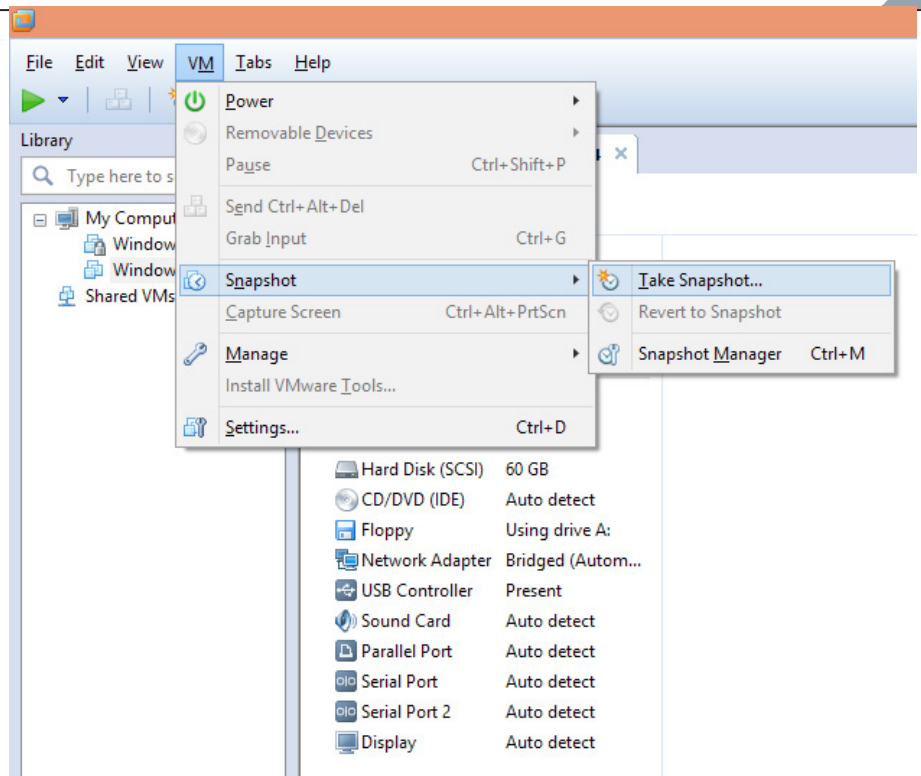 File Edit View VM Tabs Help
Power
Library
Removable Devices
4
Pause Ctrl+Shift+P
Type here to s
Send Ctrl+Alt+Del
My Comput
Grab Input Ctrl+G
Window
Window
Snapshot
Take Snapshot...
Shared VMs
Capture Screen Ctrl+Alt+PrtScn
Revert to Snapshot
Manage
Snapshot Manager Ctrl+M
Install VMware Tools...
Settings... Ctrl+D
Hard Disk (SCSI) 60 GB
CD/DVD (IDE) Auto detect
Floppy Using drive A:
Network Adapter Bridged (Autom...
USB Controller Present
Sound Card Auto detect
Parallel Port Auto detect
Serial Port Auto detect
Serial Port 2 Auto detect
Display Auto detect